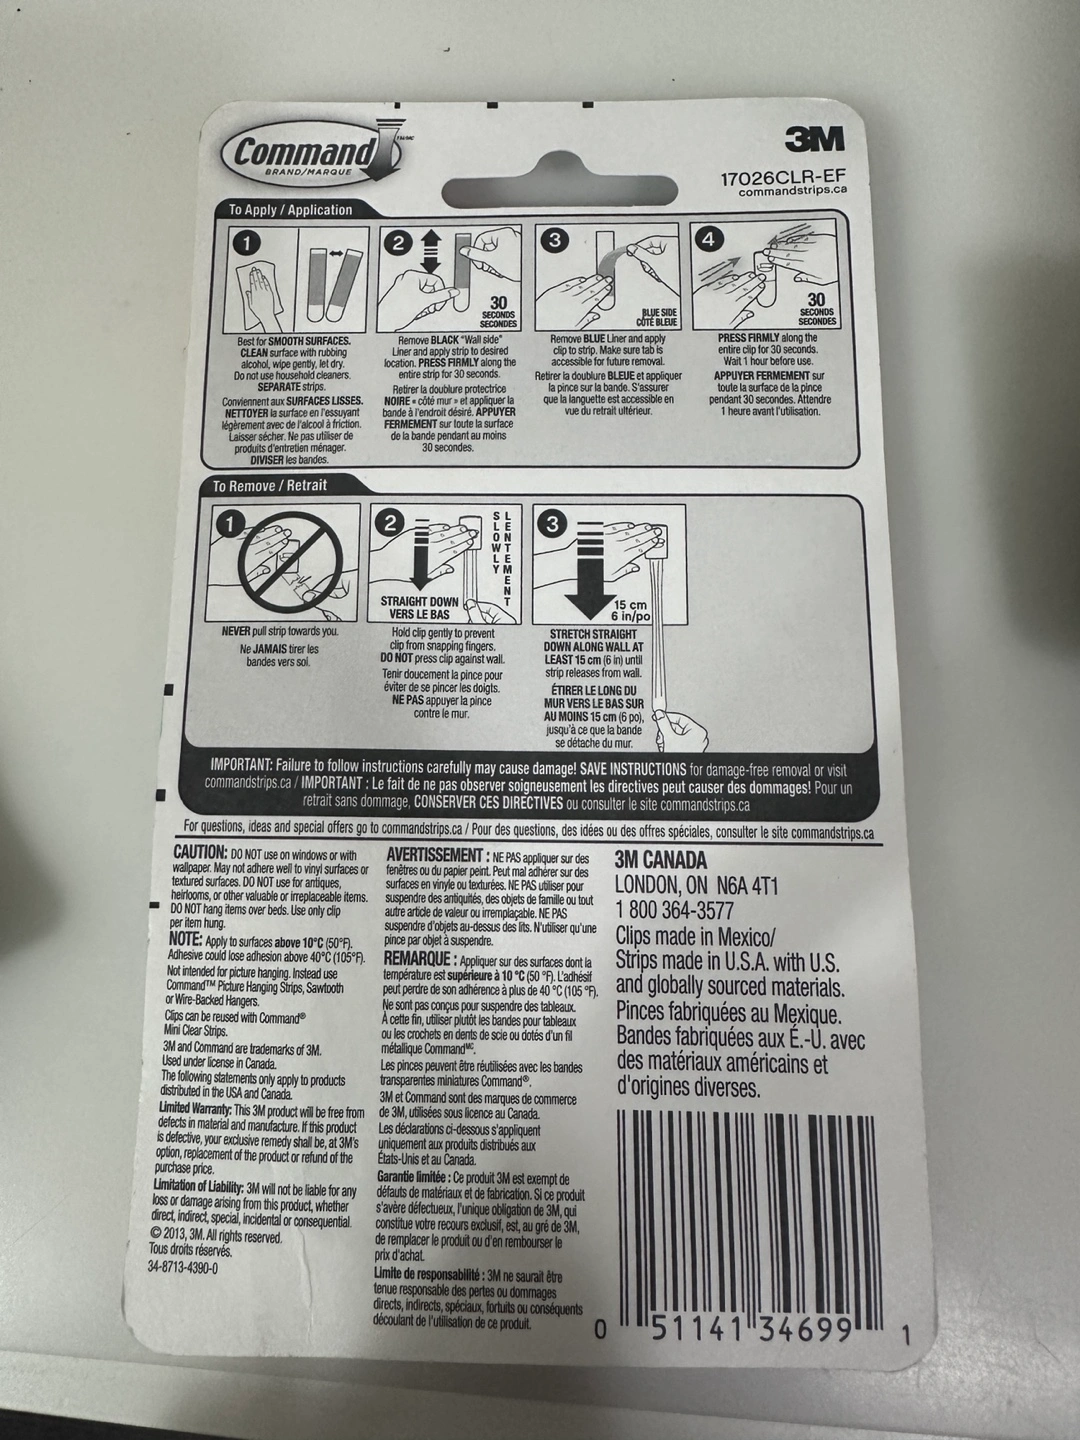 Command
BRAND/MARQUE
3M
17026CLR-EF
commandstrips.ca
To Apply / Application
1
2
30
SECONDS
SECONDES
3
BLUE SIDE
CÔTÉ BLEUE
4
30
SECONDS
SECONDES
Best for SMOOTH SURFACES.
CLEAN surface with rubbing
alcohol, wipe gently, let dry.
Do not use household cleaners.
SEPARATE strips.
Conviennent aux SURFACES LISSES.
NETTOYER la surface en l'essuyant
légèrement avec de l'alcool à friction.
Laisser sécher. Ne pas utiliser de
produits d'entretien ménager.
DIVISER les bandes.
Remove BLACK "Wall side"
Liner and apply strip to desired
location. PRESS FIRMLY along the
entire strip for 30 seconds.
Retirer la doublure protectrice
NOIRE « côté mur » et appliquer la
bande à l'endroit désiré. APPUYER
FERMEMENT sur toute la surface
de la bande pendant au moins
30 secondes.
Remove BLUE Liner and apply
clip to strip. Make sure tab is
accessible for future removal.
Retirer la doublure BLEUE et appliquer
la pince sur la bande. S'assurer
que la languette est accessible en
vue du retrait ultérieur.
PRESS FIRMLY along the
entire clip for 30 seconds.
Wait 1 hour before use.
APPUYER FERMEMENT sur
toute la surface de la pince
pendant 30 secondes. Attendre
1 heure avant l'utilisation.
To Remove / Retrait
1
2
SLOWLY
LENTEMENT
STRAIGHT DOWN
VERS LE BAS
3
15 cm
6 in/po
NEVER pull strip towards you.
Ne JAMAIS tirer les
bandes vers soi.
Hold clip gently to prevent
clip from snapping fingers.
DO NOT press clip against wall.
Tenir doucement la pince pour
éviter de se pincer les doigts.
NE PAS appuyer la pince
contre le mur.
STRETCH STRAIGHT
DOWN ALONG WALL AT
LEAST 15 cm (6 in) until
strip releases from wall.
ÉTIRER LE LONG DU
MUR VERS LE BAS SUR
AU MOINS 15 cm (6 po),
jusqu'à ce que la bande
se détache du mur.
IMPORTANT: Failure to follow instructions carefully may cause damage! SAVE INSTRUCTIONS for damage-free removal or visit
commandstrips.ca / IMPORTANT : Le fait de ne pas observer soigneusement les directives peut causer des dommages! Pour un
retrait sans dommage, CONSERVER CES DIRECTIVES ou consulter le site commandstrips.ca
For questions, ideas and special offers go to commandstrips.ca / Pour des questions, des idées ou des offres spéciales, consulter le site commandstrips.ca
CAUTION: DO NOT use on windows or with
wallpaper. May not adhere well to vinyl surfaces or
textured surfaces. DO NOT use for antiques,
heirlooms, or other valuable or irreplaceable items.
DO NOT hang items over beds. Use only clip
per item hung.
NOTE: Apply to surfaces above 10°C (50°F).
Adhesive could lose adhesion above 40°C (105°F).
Not intended for picture hanging. Instead use
Command™ Picture Hanging Strips, Sawtooth
or Wire-Backed Hangers.
Clips can be reused with Command®
Mini Clear Strips.
3M and Command are trademarks of 3M.
Used under license in Canada.
The following statements only apply to products
distributed in the USA and Canada.
Limited Warranty: This 3M product will be free from
defects in material and manufacture. If this product
is defective, your exclusive remedy shall be, at 3M's
option, replacement of the product or refund of the
purchase price.
Limitation of Liability: 3M will not be liable for any
loss or damage arising from this product, whether
direct, indirect, special, incidental or consequential.
© 2013, 3M. All rights reserved.
Tous droits réservés.
34-8713-4390-0
AVERTISSEMENT : NE PAS appliquer sur des
fenêtres ou du papier peint. Peut mal adhérer sur des
surfaces en vinyle ou texturées. NE PAS utiliser pour
suspendre des antiquités, des objets de famille ou tout
autre article de valeur ou irremplaçable. NE PAS
suspendre d'objets au-dessus des lits. N'utiliser qu'une
pince par objet à suspendre.
REMARQUE : Appliquer sur des surfaces dont la
température est supérieure à 10 °C (50 °F). L'adhésif
peut perdre de son adhérence à plus de 40 °C (105 °F).
Ne sont pas conçus pour suspendre des tableaux.
À cette fin, utiliser plutôt les bandes pour tableaux
ou les crochets en dents de scie ou dotés d'un fil
métallique Command MC.
Les pinces peuvent être réutilisées avec les bandes
transparentes miniatures Command®.
3M et Command sont des marques de commerce
de 3M, utilisées sous licence au Canada.
Les déclarations ci-dessous s'appliquent
uniquement aux produits distribués aux
États-Unis et au Canada.
Garantie limitée : Ce produit 3M est exempt de
défauts de matériaux et de fabrication. Si ce produit
s'avère défectueux, l'unique obligation de 3M, qui
constitue votre recours exclusif, est, au gré de 3M,
de remplacer le produit ou d'en rembourser le
prix d'achat.
Limite de responsabilité : 3M ne saurait être
tenue responsable des pertes ou dommages
directs, indirects, spéciaux, fortuits ou conséquents
découlant de l'utilisation de ce produit.
3M CANADA
LONDON, ON N6A 4T1
1 800 364-3577
Clips made in Mexico/
Strips made in U.S.A. with U.S.
and globally sourced materials.
Pinces fabriquées au Mexique.
Bandes fabriquées aux É.-U. avec
des matériaux américains et
d'origines diverses.
0 51141 34699 1